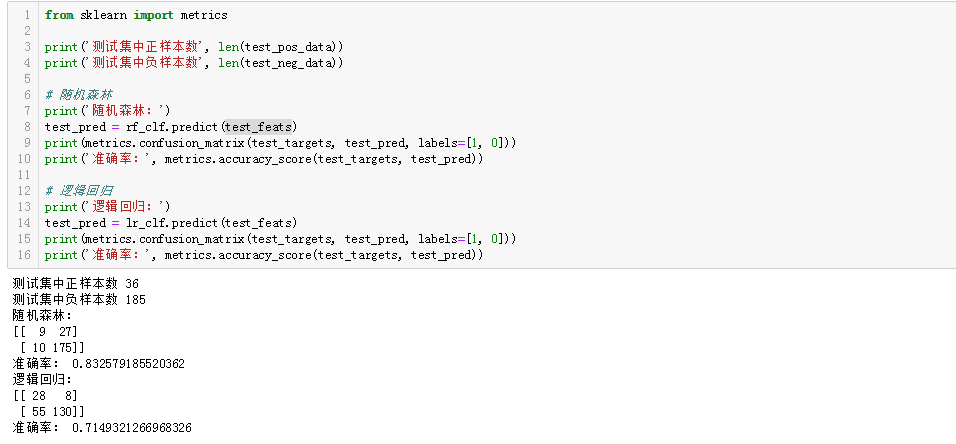 1 from sklearn import metrics
2
3 print('测试集中正样本数', len(test_pos_data))
4 print('测试集中负样本数', len(test_neg_data))
5
6 # 随机森林
7 print('随机森林：')
8 test_pred = rf_clf.predict(test_feats)
9 print(metrics.confusion_matrix(test_targets, test_pred, labels=[1, 0]))
10 print('准确率：', metrics.accuracy_score(test_targets, test_pred))
11
12 # 逻辑回归
13 print('逻辑回归：')
14 test_pred = lr_clf.predict(test_feats)
15 print(metrics.confusion_matrix(test_targets, test_pred, labels=[1, 0]))
16 print('准确率：', metrics.accuracy_score(test_targets, test_pred))
测试集中正样本数 36
测试集中负样本数 185
随机森林：
[[  9  27]
 [ 10 175]]
准确率： 0.832579185520362
逻辑回归：
[[ 28   8]
 [ 55 130]]
准确率： 0.7149321266968326